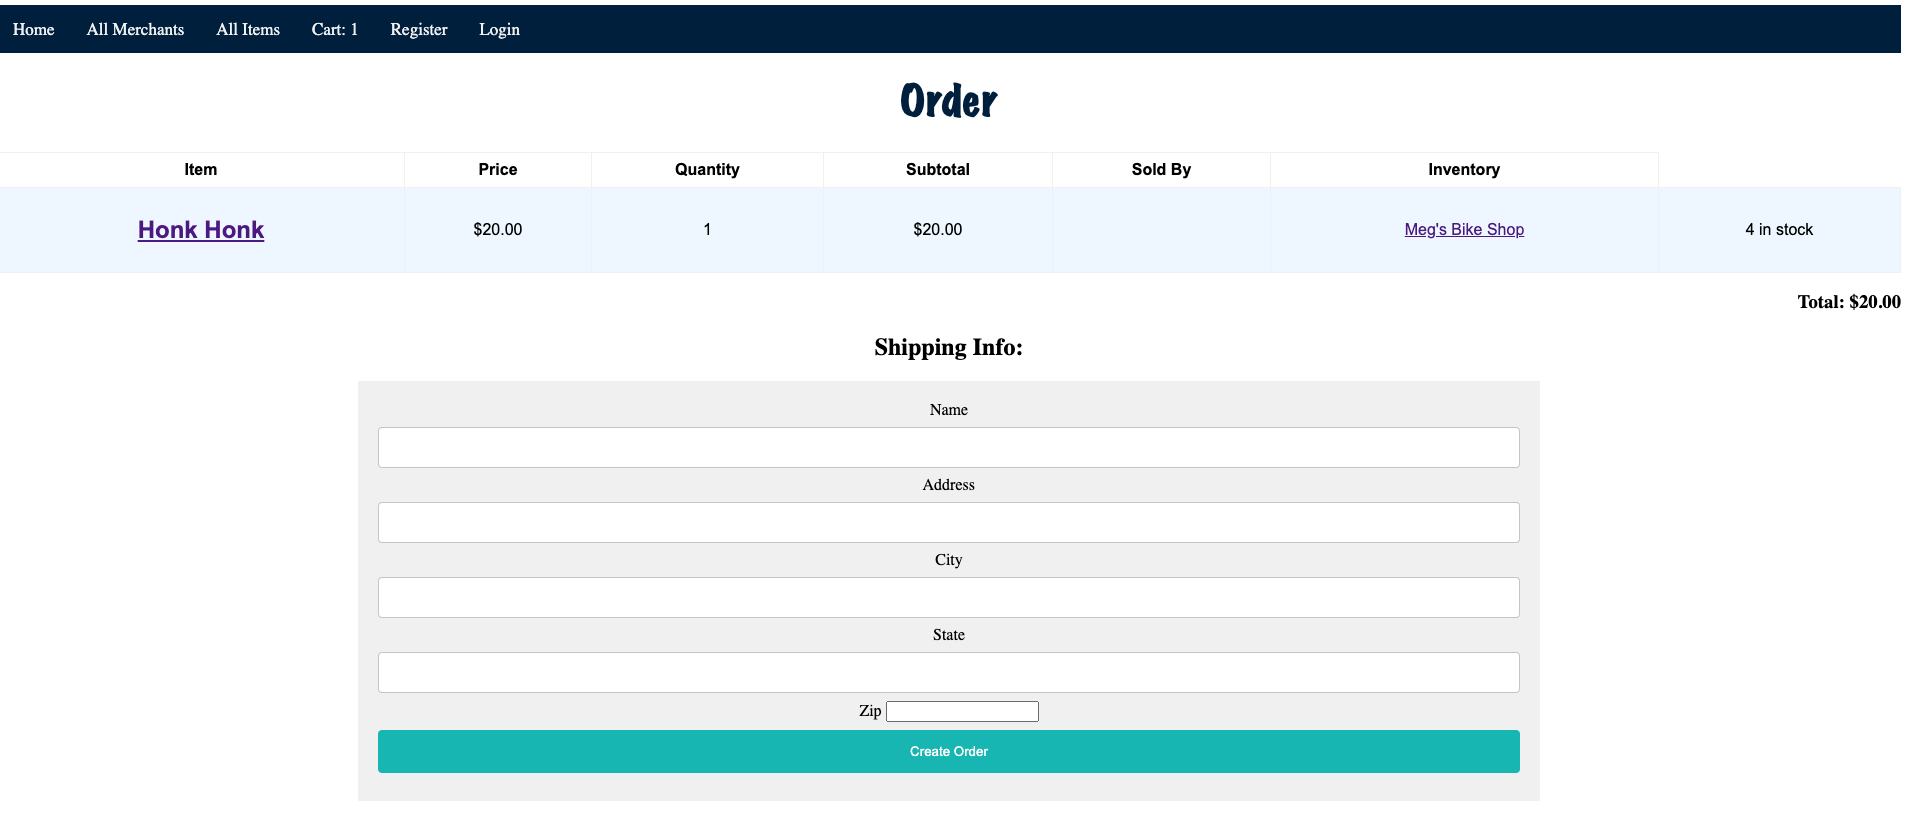 Home All Merchants All Items Cart: 1 Register Login
Order
Item Price Quantity Subtotal Sold By Inventory
Honk Honk $20.00 1 $20.00 Meg's Bike Shop 4 in stock
Total: $20.00
Shipping Info:
Name
Address
City
State
Zip
Create Order